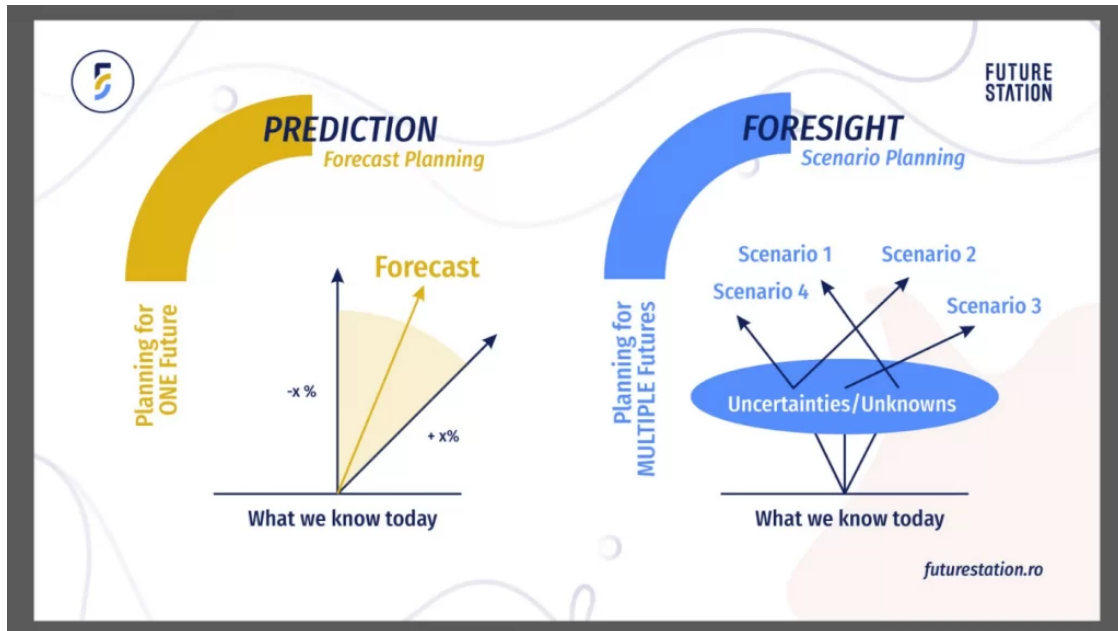 FUTURE
STATION
PREDICTION
Forecast Planning
Planning for
ONE Future
Forecast
-x %
+ x%
What we know today
FORESIGHT
Scenario Planning
Planning for
MULTIPLE Futures
Scenario 1
Scenario 2
Scenario 4
Scenario 3
Uncertainties/Unknowns
What we know today
futurestation.ro